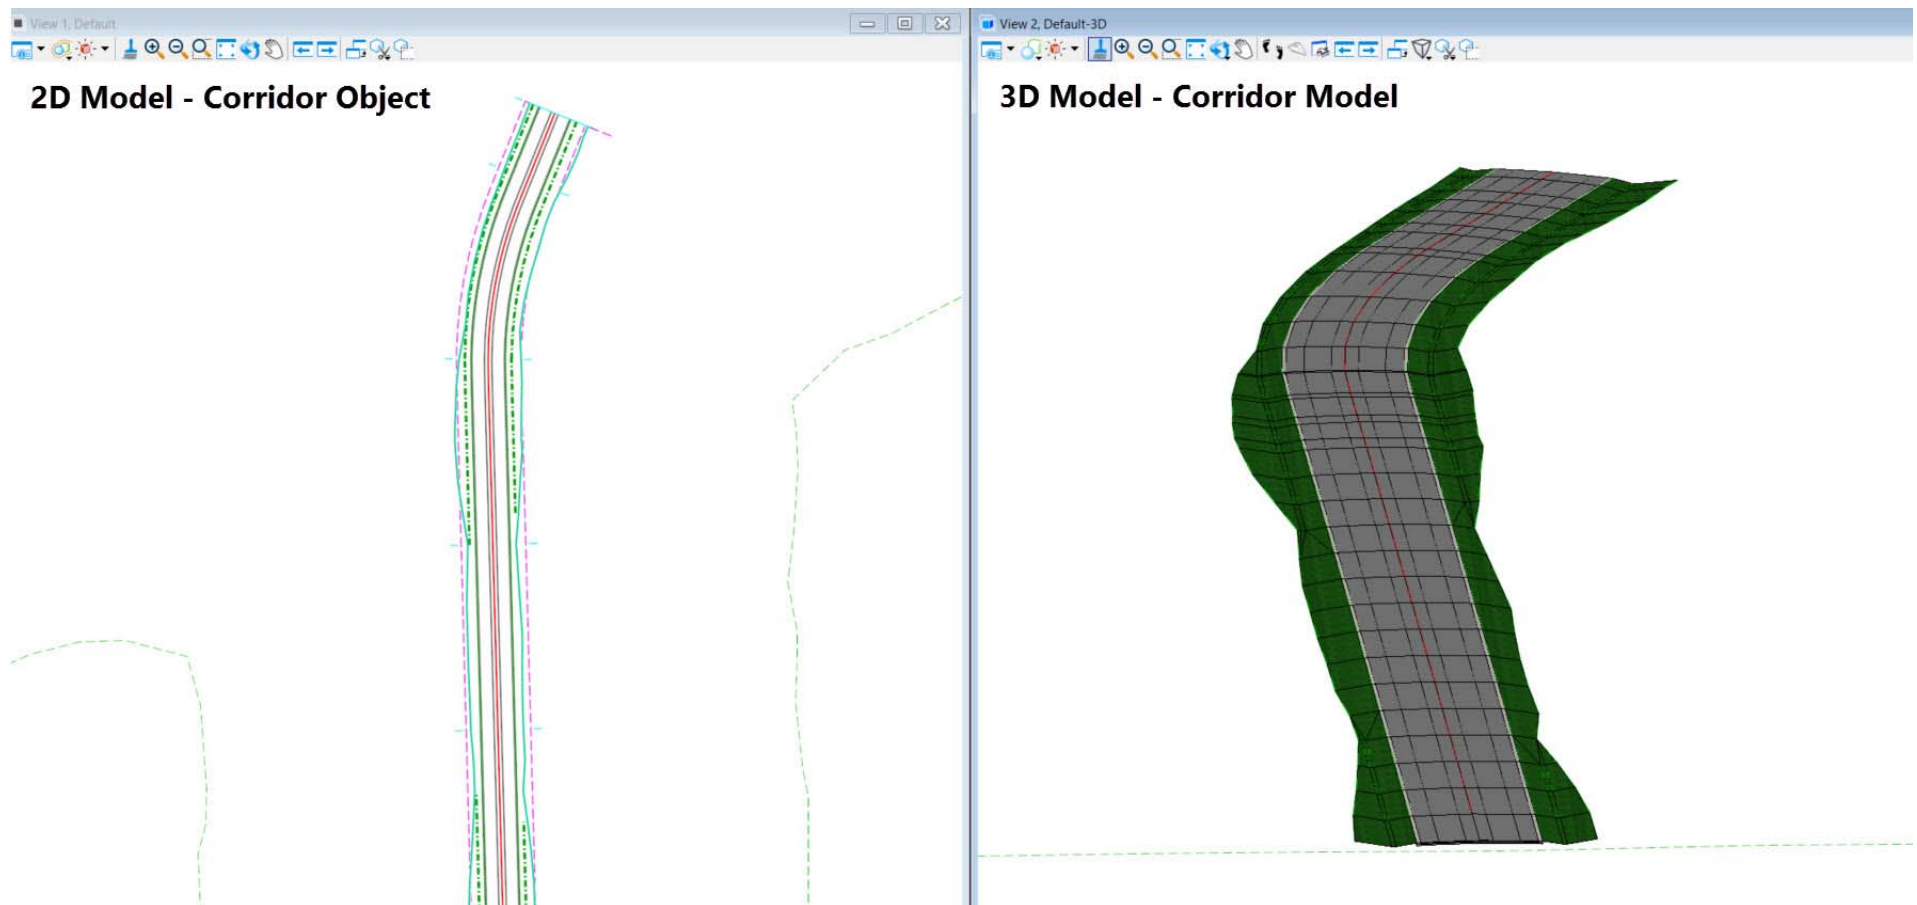 View 1, Default
View 2, Default-3D
2D Model - Corridor Object
3D Model - Corridor Model